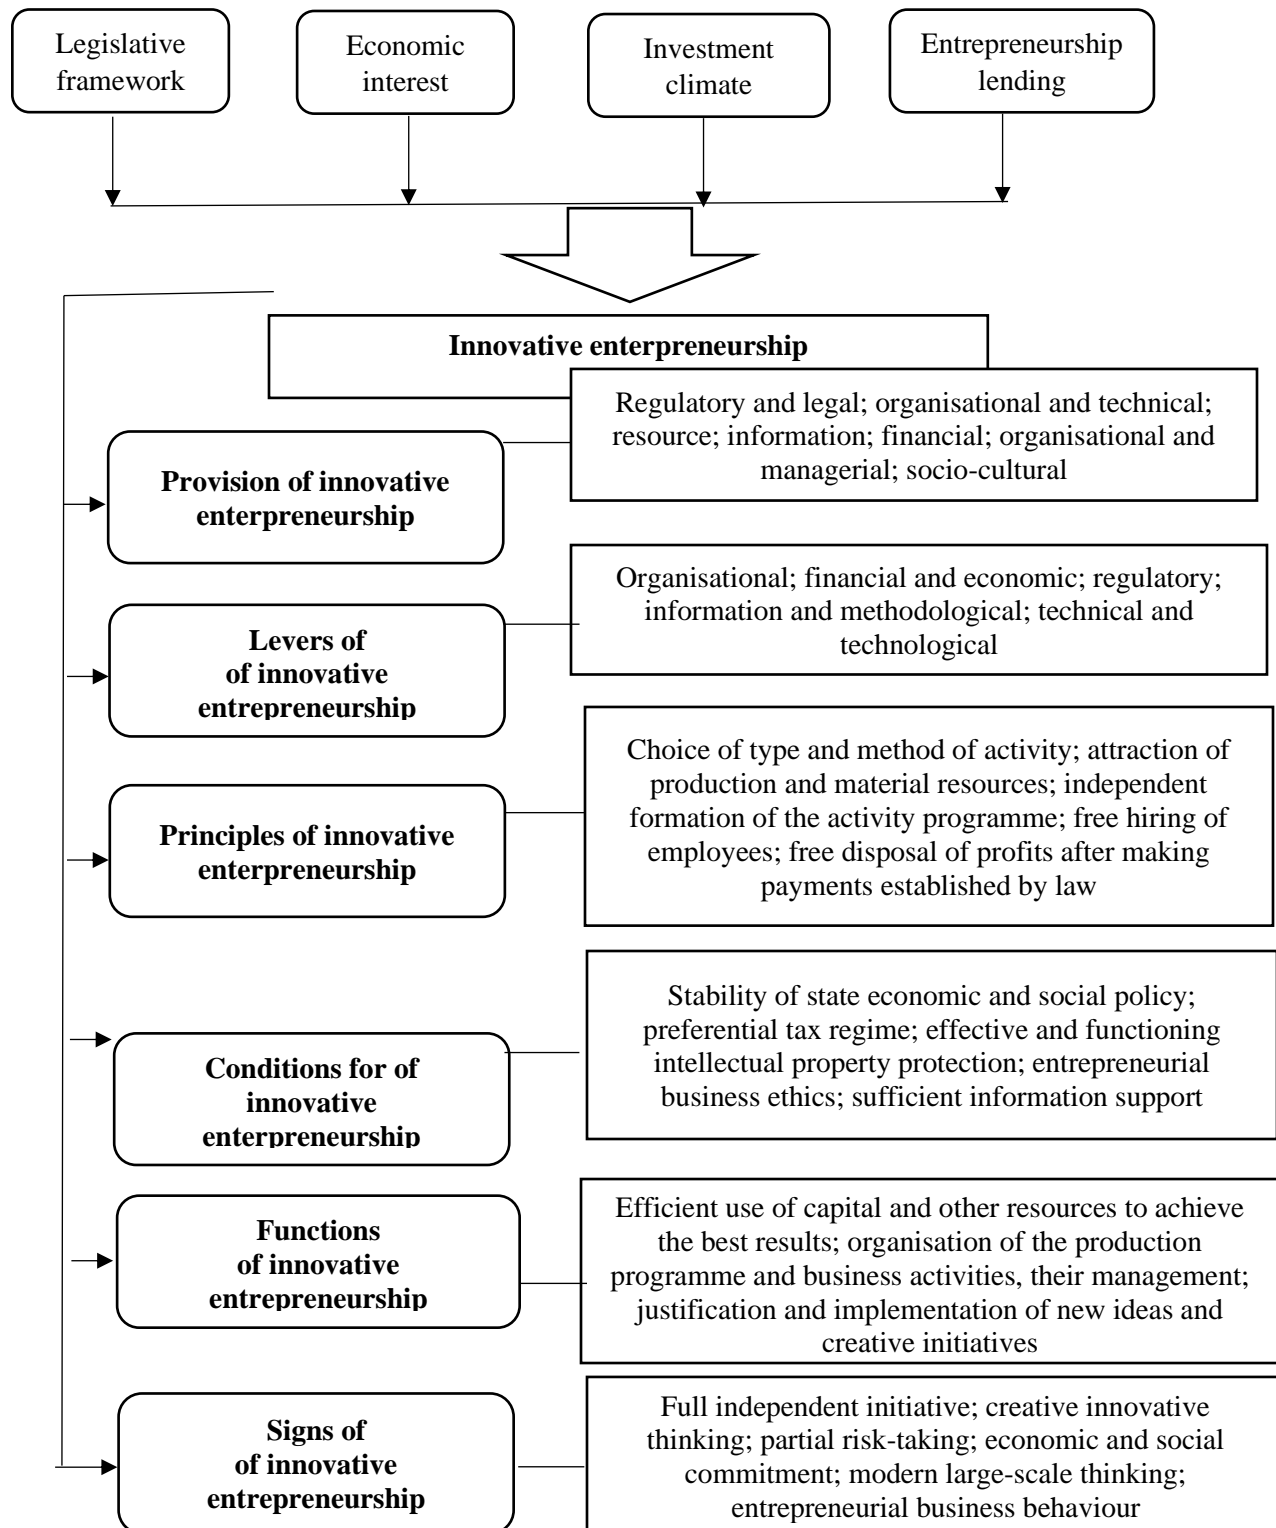 Legislative
framework
Economic
interest
Investment
climate
Entrepreneurship
lending
Innovative enterpreneurship
Provision of innovative
enterpreneurship
Regulatory and legal; organisational and technical;
resource; information; financial; organisational and
managerial; socio-cultural
Levers of
of innovative
entrepreneurship
Organisational; financial and economic; regulatory;
information and methodological; technical and
technological
Principles of innovative
enterpreneurship
Choice of type and method of activity; attraction of
production and material resources; independent
formation of the activity programme; free hiring of
employees; free disposal of profits after making
payments established by law
Conditions for of
innovative
enterpreneurship
Stability of state economic and social policy;
preferential tax regime; effective and functioning
intellectual property protection; entrepreneurial
business ethics; sufficient information support
Functions
of innovative
entrepreneurship
Efficient use of capital and other resources to achieve
the best results; organisation of the production
programme and business activities, their management;
justification and implementation of new ideas and
creative initiatives
Signs of
of innovative
entrepreneurship
Full independent initiative; creative innovative
thinking; partial risk-taking; economic and social
commitment; modern large-scale thinking;
entrepreneurial business behaviour